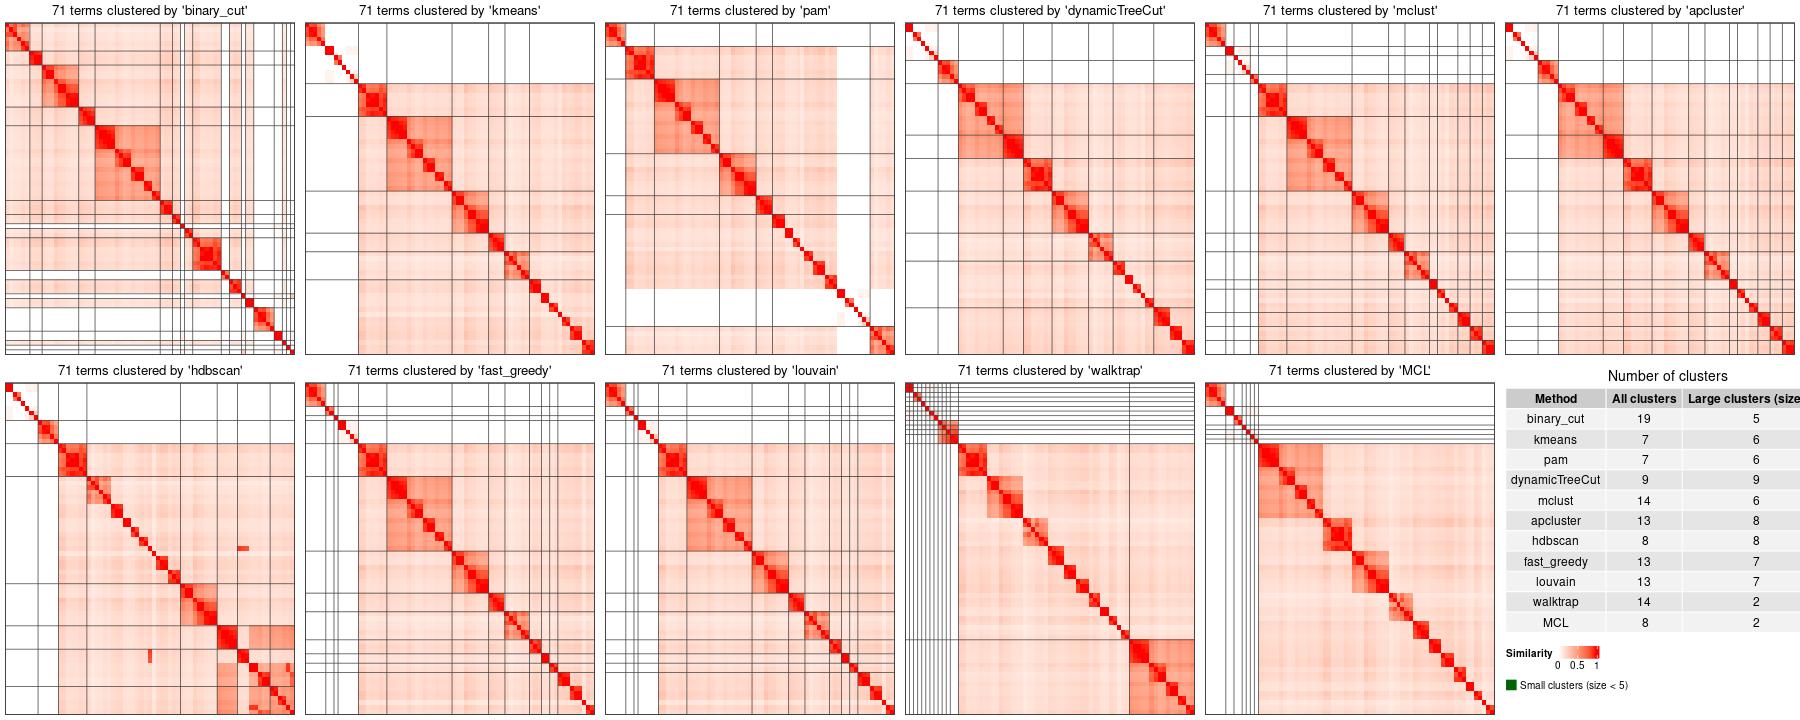 71 terms clustered by 'binary_cut'
71 terms clustered by 'kmeans'
71 terms clustered by 'pam'
71 terms clustered by 'dynamicTreeCut'
71 terms clustered by 'mclust'
71 terms clustered by 'apcluster'
71 terms clustered by 'hdbscan'
71 terms clustered by 'fast_greedy'
71 terms clustered by 'louvain'
71 terms clustered by 'walktrap'
71 terms clustered by 'MCL'
Number of clusters
Method All clusters Large clusters (size
binary_cut 19 5
kmeans 7 6
pam 7 6
dynamicTreeCut 9 9
mclust 14 6
apcluster 13 8
hdbscan 8 8
fast_greedy 13 7
louvain 13 7
walktrap 14 2
MCL 8 2
Similarity
0 0.5 1
Small clusters (size < 5)